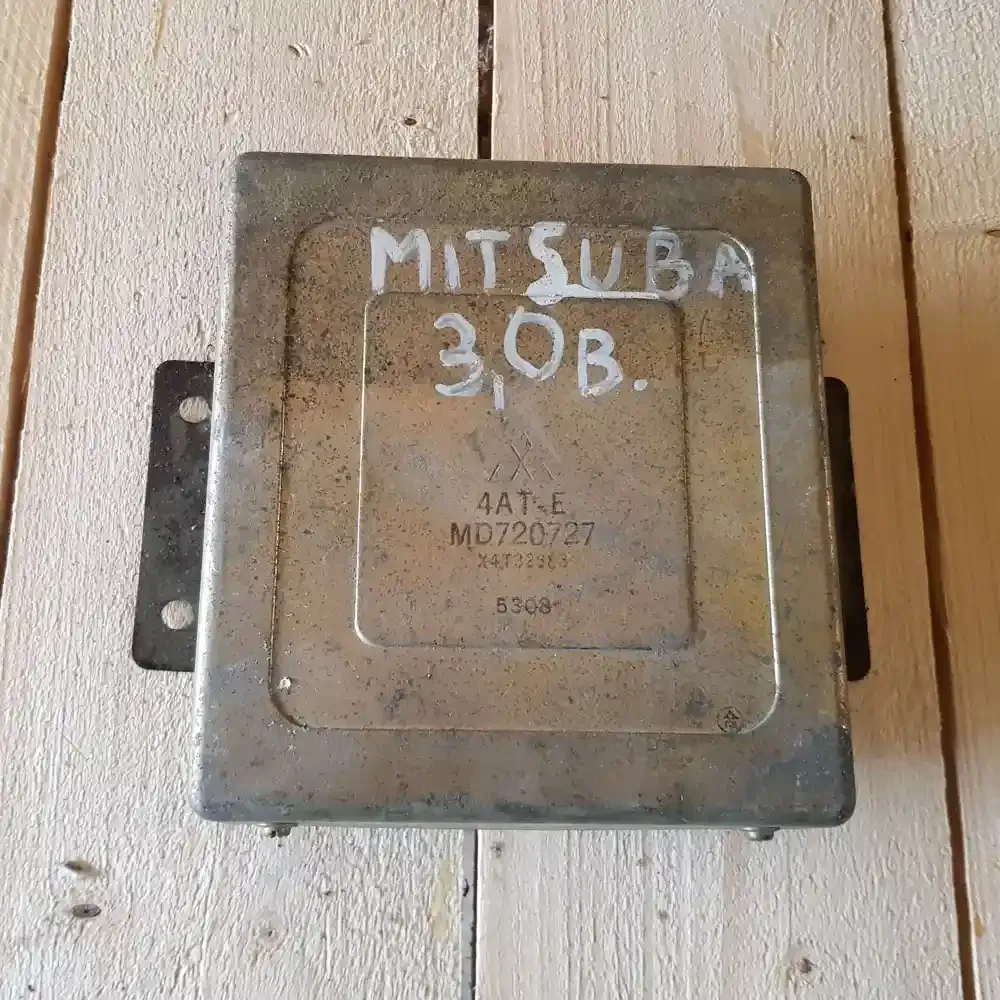 MITSUBA
3,0B.
4AT-E
MD720727
5308